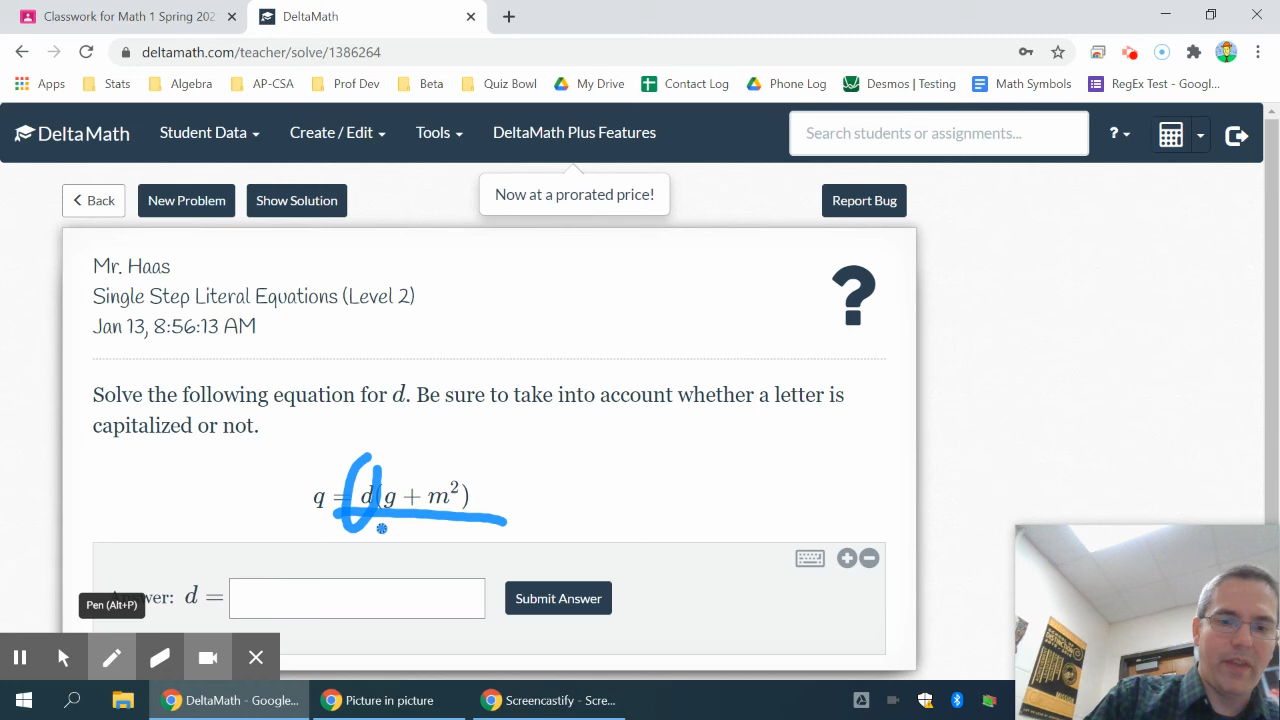 Classwork for Math 1 Spring 202
DeltaMath
deltamath.com/teacher/solve/1386264
Apps Stats Algebra AP-CSA Prof Dev Beta Quiz Bowl My Drive Contact Log Phone Log Desmos | Testing Math Symbols RegEx Test - Googl...
DeltaMath Student Data Create / Edit Tools DeltaMath Plus Features Search students or assignments... ?
Now at a prorated price!
< Back New Problem Show Solution Report Bug
Mr. Haas
Single Step Literal Equations (Level 2)
Jan 13, 8:56:13 AM
?
Solve the following equation for d. Be sure to take into account whether a letter is
capitalized or not.
q = d(g + m²)
Answer: d = Submit Answer
Pen (Alt+P)
DeltaMath - Google... Picture in picture Screencastify - Scre...